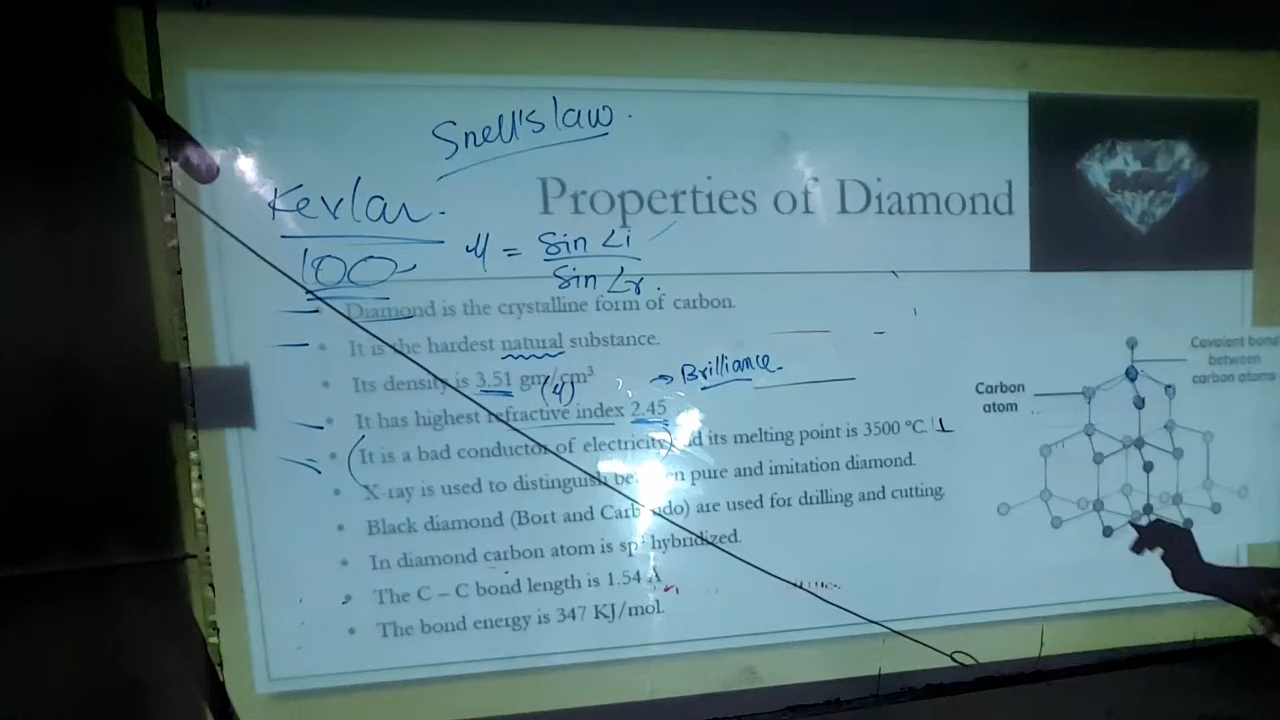 Snell's law.
Kevlar.
100
Properties of Diamond
μ = Sin ∠i
Sin ∠r.
Diamond is the crystalline form of carbon.
• It is the hardest natural substance.
• Its density is 3.51 gm/cm³
(μ)
→ Brilliance
• It has highest refractive index 2.45
• (It is a bad conductor of electricity) its melting point is 3500 °C.
• X-ray is used to distinguish between pure and imitation diamond.
• Black diamond (Bort and Carbonado) are used for drilling and cutting.
• In diamond carbon atom is sp³ hybridized.
• The C – C bond length is 1.54 Å
• The bond energy is 347 KJ/mol.
Covalent bond
between
carbon atoms
Carbon
atom